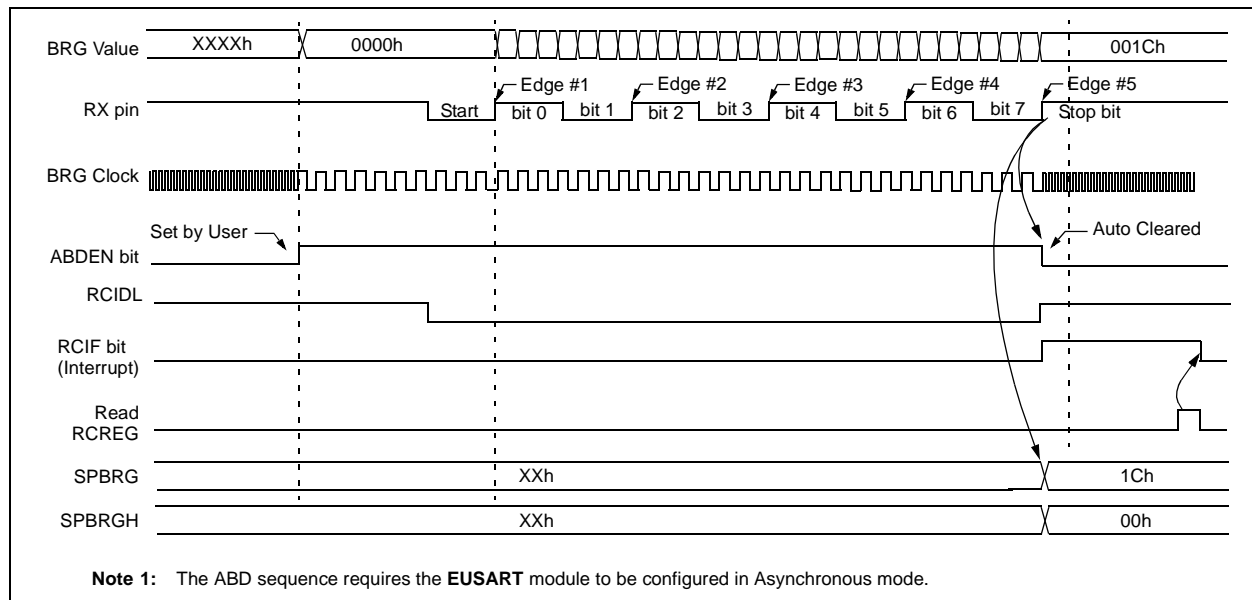 BRG Value XXXXh 0000h 001Ch
Edge #1 Edge #2 Edge #3 Edge #4 Edge #5
RX pin Start bit 0 bit 1 bit 2 bit 3 bit 4 bit 5 bit 6 bit 7 Stop bit
BRG Clock
Set by User Auto Cleared
ABDEN bit
RCIDL
RCIF bit
(Interrupt)
Read
RCREG
SPBRG XXh 1Ch
SPBRGH XXh 00h
Note 1: The ABD sequence requires the EUSART module to be configured in Asynchronous mode.